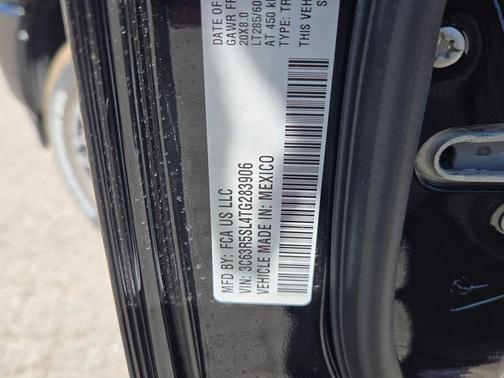 MFD BY: FCA US LLC
DATE OF
GAWR FR
20X8.0
LT285/60
AT 450 k
TYPE: TR
THIS VEH
VIN: 3C63R5SL4TG283906
VEHICLE MADE IN: MEXICO